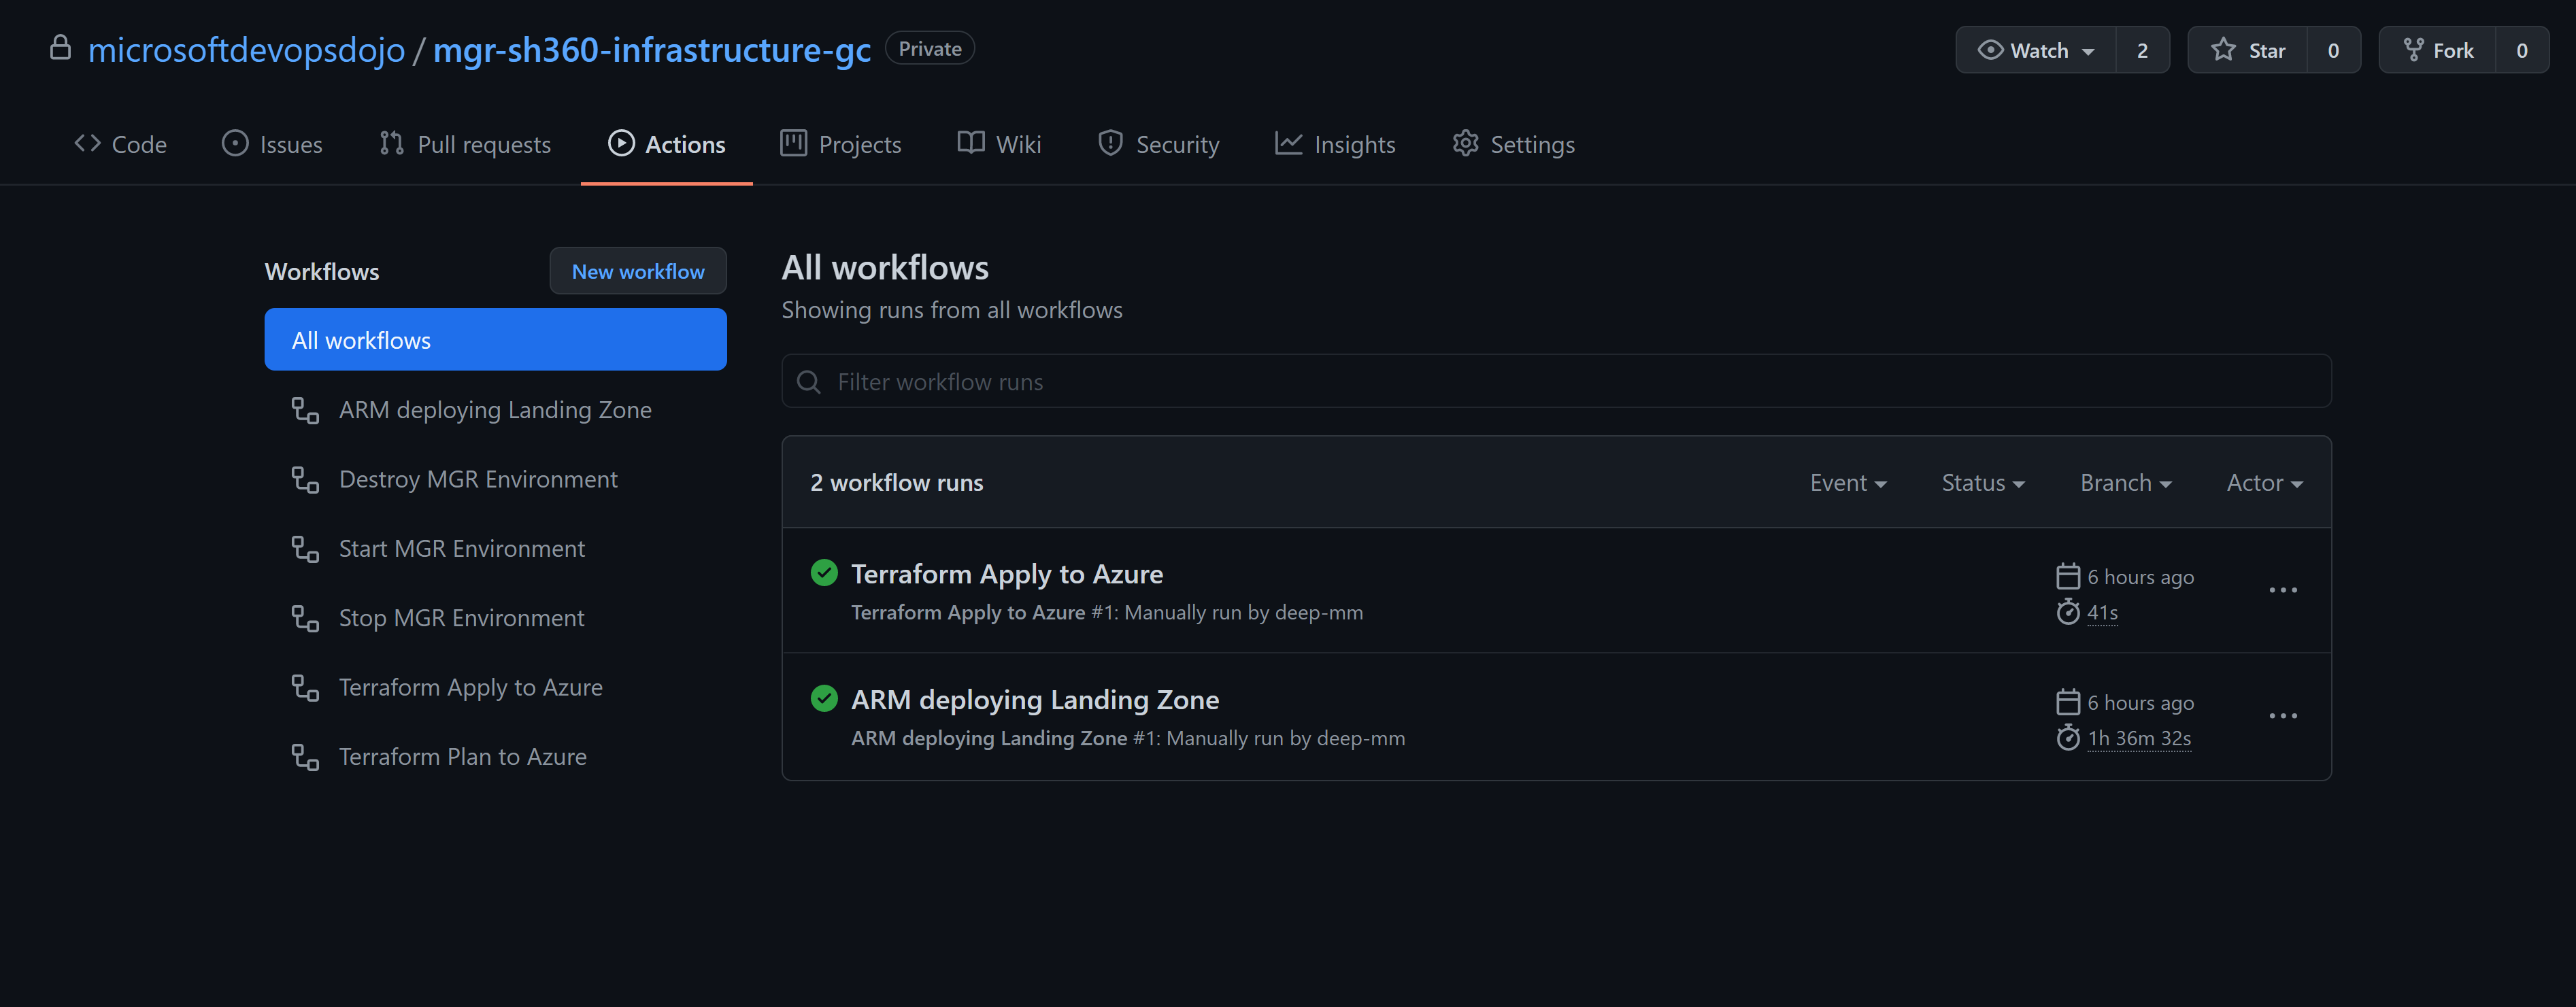 microsoftdevopsdojo / mgr-sh360-infrastructure-gc Private
Watch 2 Star 0 Fork 0
Code Issues Pull requests Actions Projects Wiki Security Insights Settings
Workflows
New workflow
All workflows
ARM deploying Landing Zone
Destroy MGR Environment
Start MGR Environment
Stop MGR Environment
Terraform Apply to Azure
Terraform Plan to Azure
All workflows
Showing runs from all workflows
Filter workflow runs
2 workflow runs Event Status Branch Actor
Terraform Apply to Azure
Terraform Apply to Azure #1: Manually run by deep-mm
6 hours ago
41s
ARM deploying Landing Zone
ARM deploying Landing Zone #1: Manually run by deep-mm
6 hours ago
1h 36m 32s